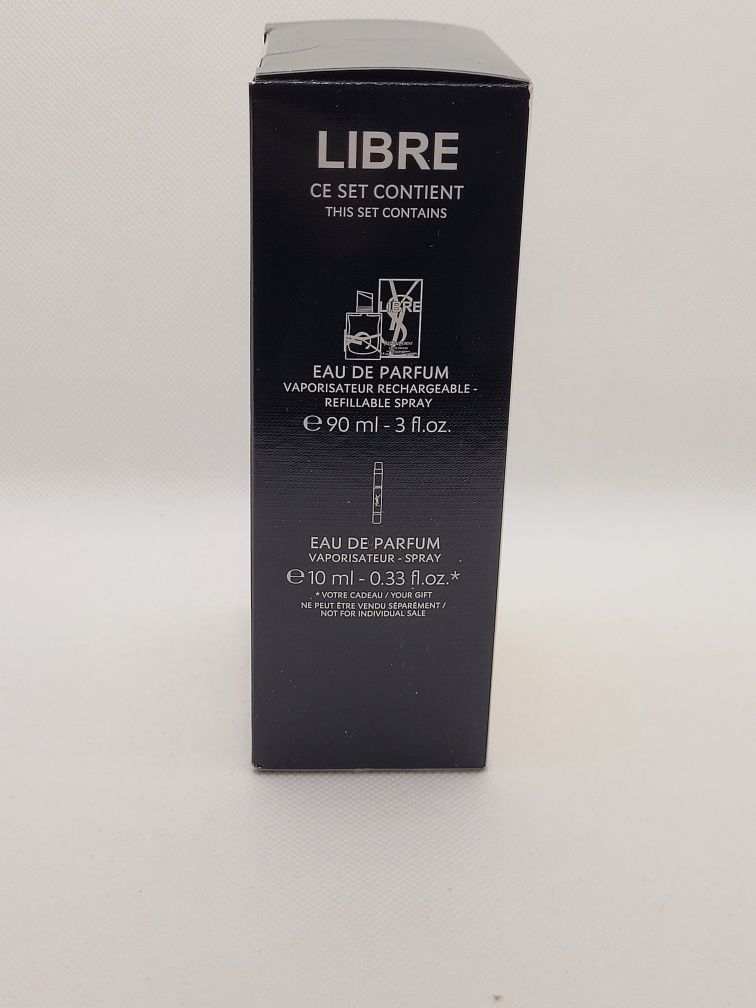 LIBRE
CE SET CONTIENT
THIS SET CONTAINS
LIBRE
YSL
EAU DE PARFUM
VAPORISATEUR RECHARGEABLE -
REFILLABLE SPRAY
℮ 90 ml - 3 fl.oz.
EAU DE PARFUM
VAPORISATEUR - SPRAY
℮ 10 ml - 0.33 fl.oz.*
* VOTRE CADEAU / YOUR GIFT
NE PEUT ÊTRE VENDU SÉPARÉMENT /
NOT FOR INDIVIDUAL SALE